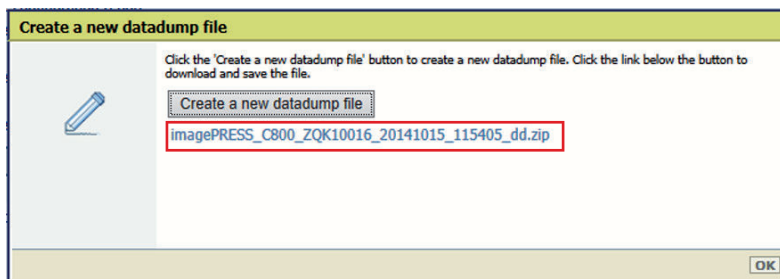 Create a new datadump file
Click the 'Create a new datadump file' button to create a new datadump file. Click the link below the button to
download and save the file.
Create a new datadump file
imagePRESS_C800_ZQK10016_20141015_115405_dd.zip
OK